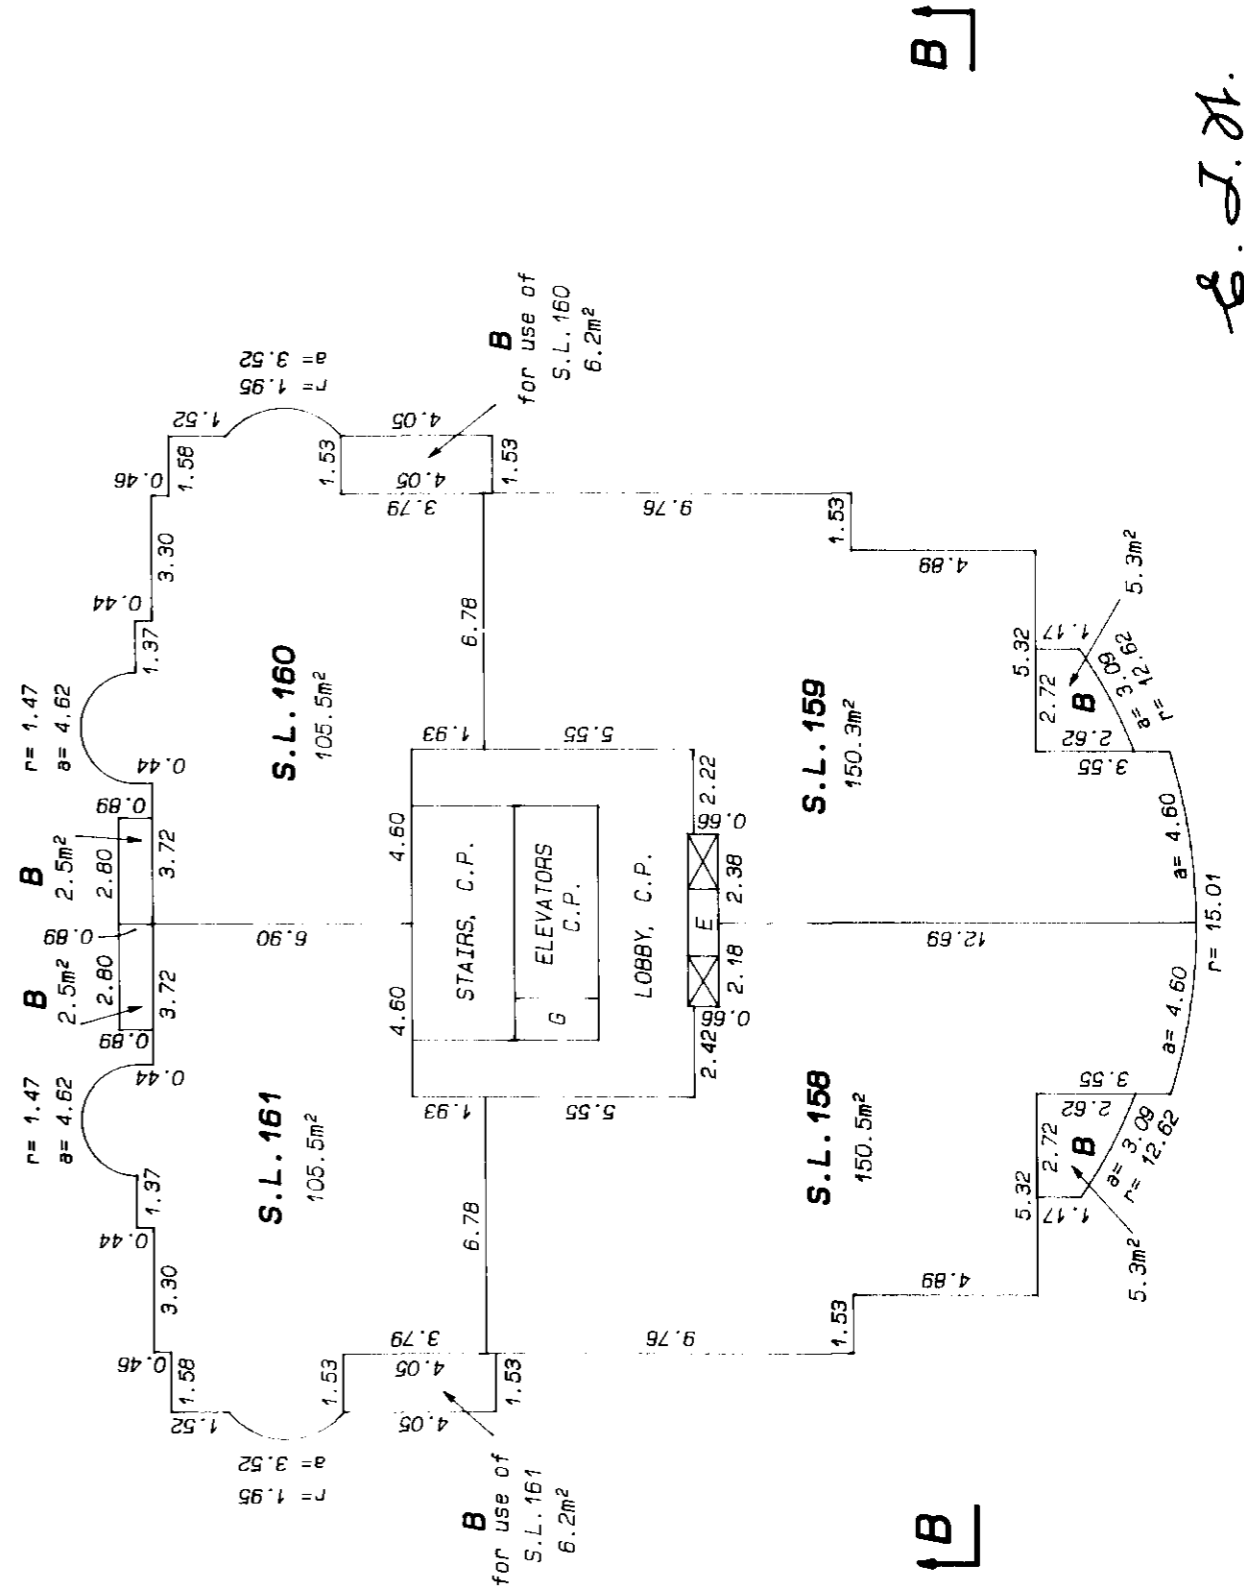 B
B
r= 1.47
a= 4.62
r= 1.47
a= 4.62
B
2.5m²
B
2.5m²
0.89
2.80
0.89
2.80
0.89
3.72
3.72
0.44
0.44
1.37
1.37
0.44
0.44
3.30
3.30
0.46
0.46
1.58
1.58
1.52
1.52
r= 1.95
a= 3.52
r= 1.95
a= 3.52
S.L.161
105.5m²
S.L.160
105.5m²
6.90
1.53
1.53
3.79
3.79
4.05
4.05
4.05
4.05
1.53
1.53
B
for use of
S.L.161
6.2m²
B
for use of
S.L.160
6.2m²
4.60
4.60
1.93
1.93
STAIRS, C.P.
ELEVATORS
C.P.
G
LOBBY, C.P.
E
6.78
6.78
5.55
5.55
2.42
2.22
0.66
0.66
2.18
2.38
9.76
9.76
S.L.158
150.5m²
S.L.159
150.3m²
12.69
1.53
1.53
4.89
4.89
5.32
5.32
2.72
2.72
1.17
1.17
B
B
2.62
2.62
3.55
3.55
a= 3.09
r= 12.62
a= 3.09
r= 12.62
5.3m²
5.3m²
a= 4.60
a= 4.60
r= 15.01